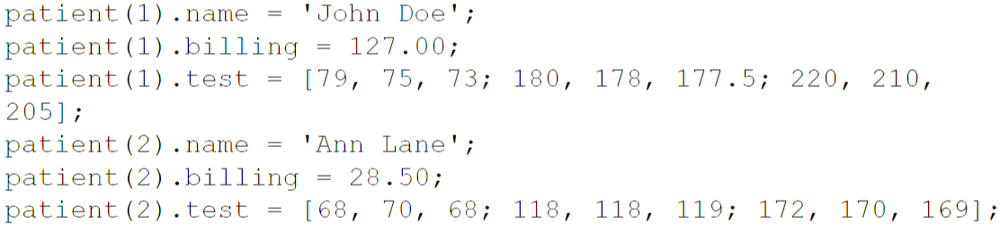 patient(1).name = 'John Doe';
patient(1).billing = 127.00;
patient(1).test = [79, 75, 73; 180, 178, 177.5; 220, 210,
205];
patient(2).name = 'Ann Lane';
patient(2).billing = 28.50;
patient(2).test = [68, 70, 68; 118, 118, 119; 172, 170, 169];